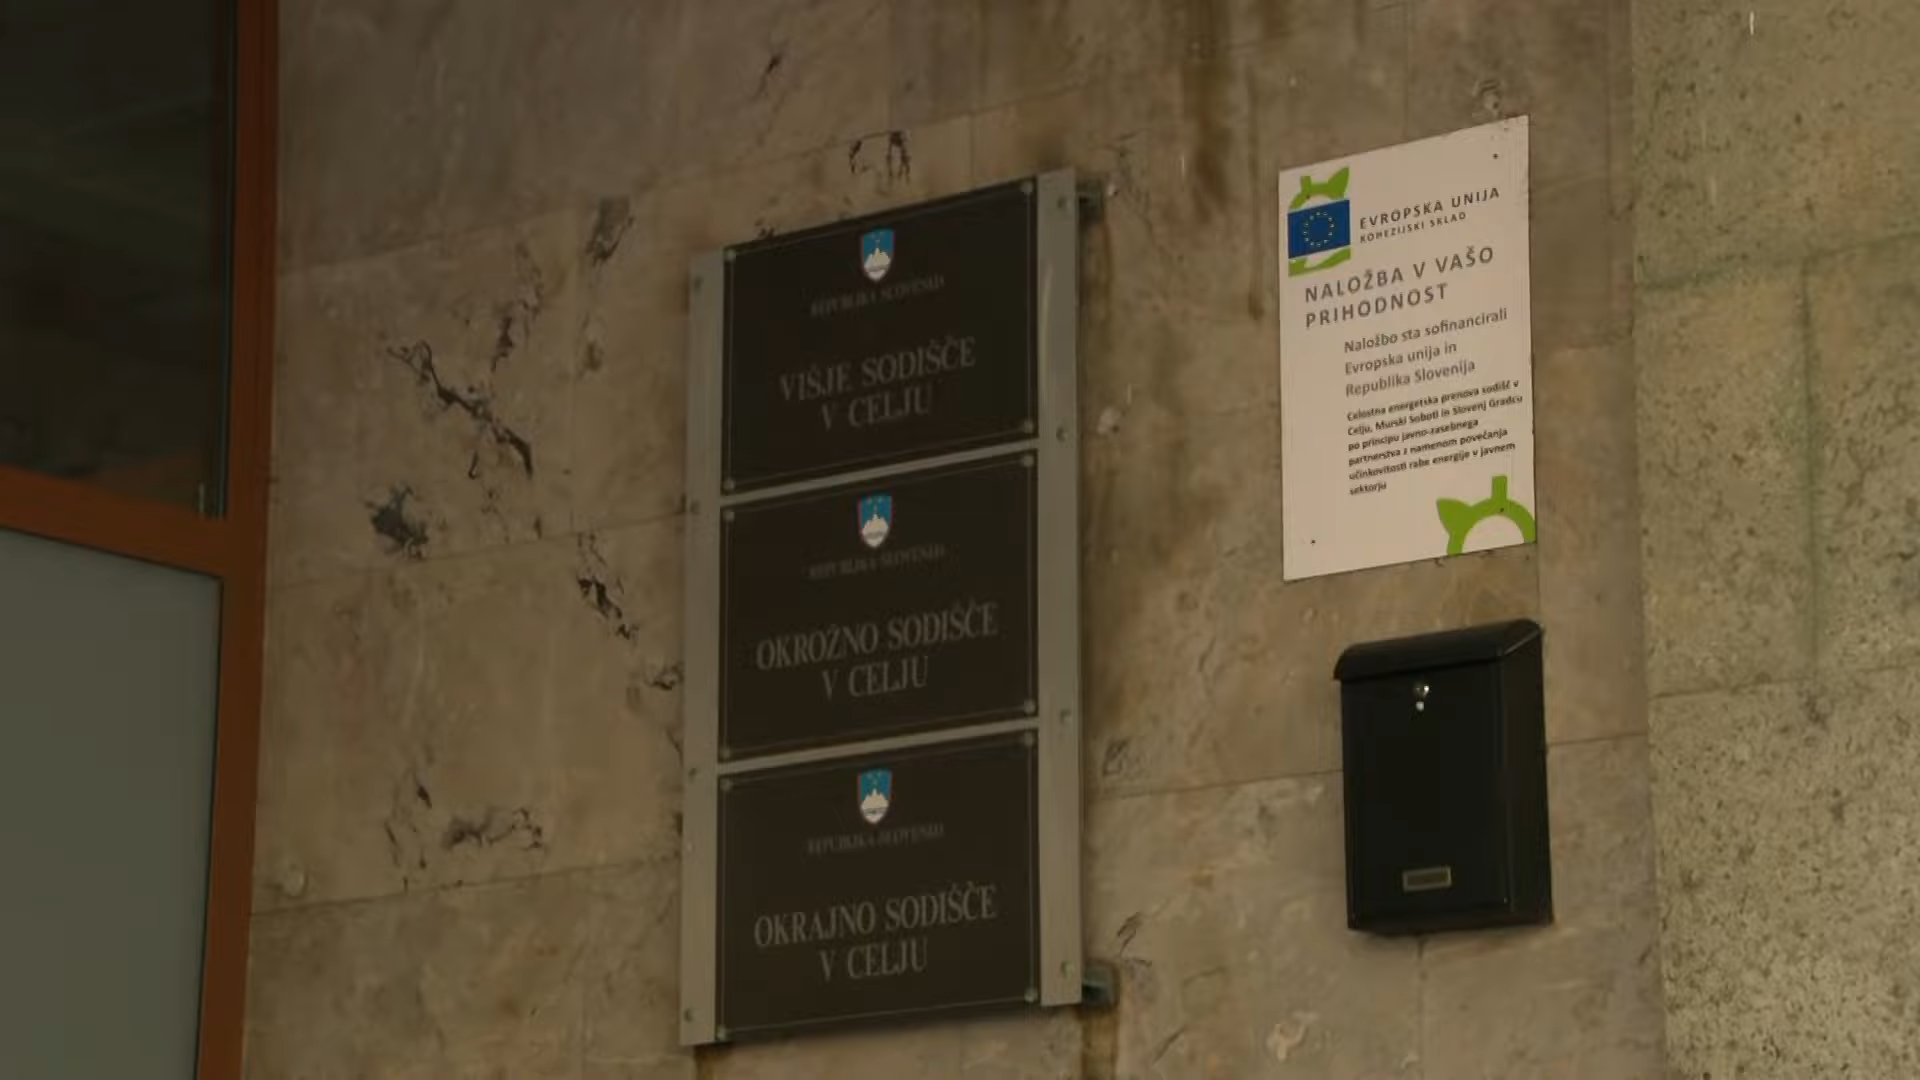 REPUBLIKA SLOVENIJA
VIŠJE SODIŠČE
V CELJU
REPUBLIKA SLOVENIJA
OKROŽNO SODIŠČE
V CELJU
REPUBLIKA SLOVENIJA
OKRAJNO SODIŠČE
V CELJU
EVROPSKA UNIJA
KOHEZIJSKI SKLAD
NALOŽBA V VAŠO
PRIHODNOST
Naložbo sta sofinancirali
Evropska unija in
Republika Slovenija
Celostna energetska prenova sodišč v
Celju, Murski Soboti in Slovenj Gradcu
po principu javno-zasebnega
partnerstva z namenom povečanja
učinkovitosti rabe energije v javnem
sektorju